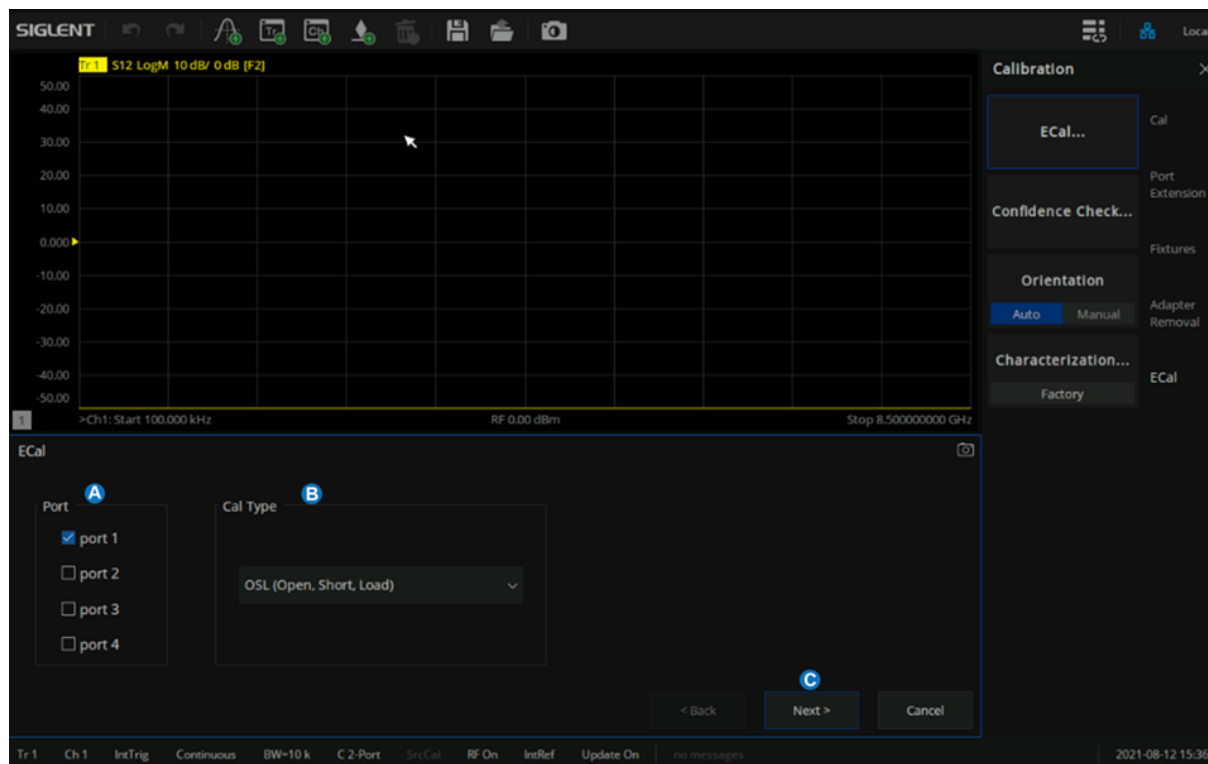 SIGLENT
Tr
Ch
Loca
Tr 1 S12 LogM 10 dB/ 0 dB [F2]
50.00
40.00
30.00
20.00
10.00
0.000
-10.00
-20.00
-30.00
-40.00
-50.00
1 >Ch1: Start 100.000 kHz RF 0.00 dBm Stop 8.500000000 GHz
Calibration
ECal...
Confidence Check...
Orientation
Auto Manual
Characterization...
Factory
Cal
Port
Extension
Fixtures
Adapter
Removal
ECal
ECal
A
Port
port 1
port 2
port 3
port 4
B
Cal Type
OSL (Open, Short, Load)
C
< Back Next > Cancel
Tr 1 Ch 1 IntTrig Continuous BW=10 k C 2-Port SrcCal RF On IntRef Update On no messages 2021-08-12 15:36